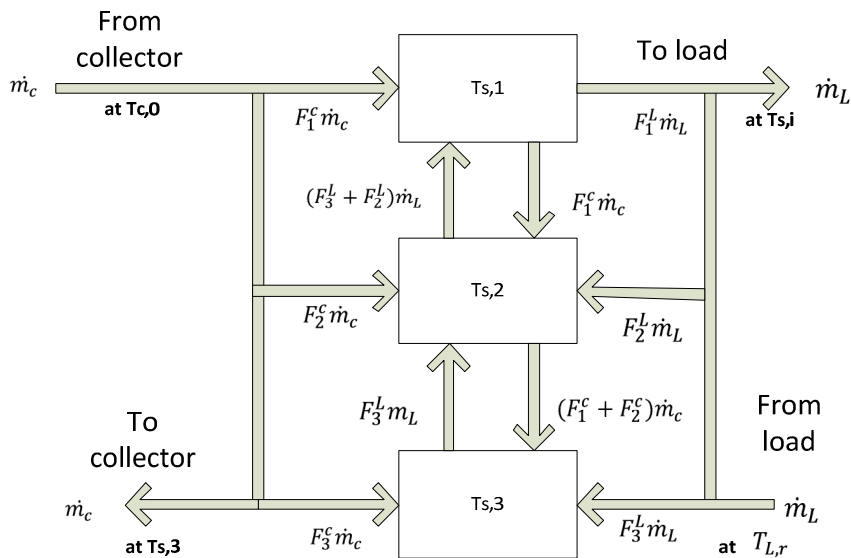 From
collector
To load
ṁ_c
at Tc,0
F_1^c ṁ_c
Ts,1
F_1^L ṁ_L
at Ts,i
ṁ_L
(F_3^L + F_2^L)ṁ_L
F_1^c ṁ_c
Ts,2
F_2^c ṁ_c
F_2^L ṁ_L
F_3^L m_L
(F_1^c + F_2^c)ṁ_c
From
load
To
collector
ṁ_c
at Ts,3
F_3^c ṁ_c
Ts,3
F_3^L ṁ_L
ṁ_L
at T_{L,r}